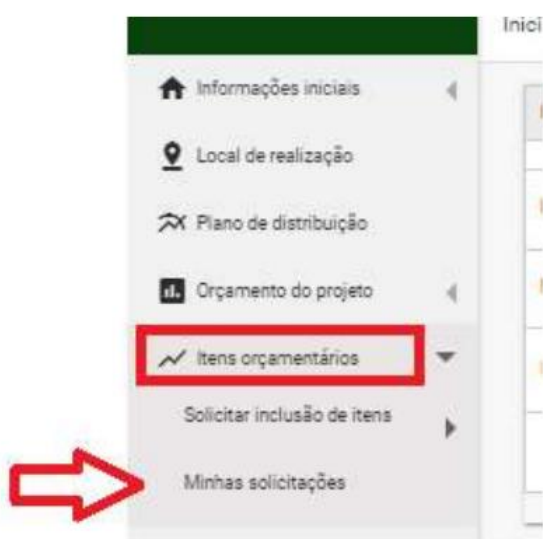 Inici
Informações iniciais
Local de realização
Plano de distribuição
Orçamento do projeto
Itens orçamentários
Solicitar inclusão de itens
Minhas solicitações